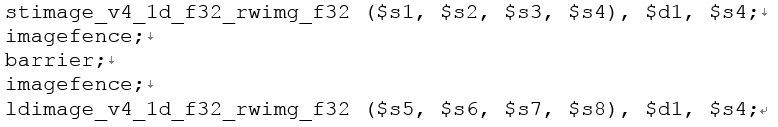 stimage_v4_1d_f32_rwimg_f32 ($s1, $s2, $s3, $s4), $d1, $s4;↓
imagefence;↓
barrier;↓
imagefence;↓
ldimage_v4_1d_f32_rwimg_f32 ($s5, $s6, $s7, $s8), $d1, $s4;↵